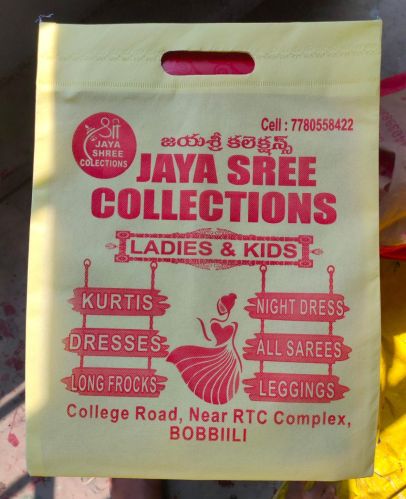 శ్రీ
JAYA
SHREE
COLECTIONS
Cell : 7780558422
జయశ్రీ కలెక్షన్స్
JAYA SREE
COLLECTIONS
LADIES & KIDS
KURTIS
DRESSES
LONG FROCKS
NIGHT DRESS
ALL SAREES
LEGGINGS
College Road, Near RTC Complex,
BOBBIILI